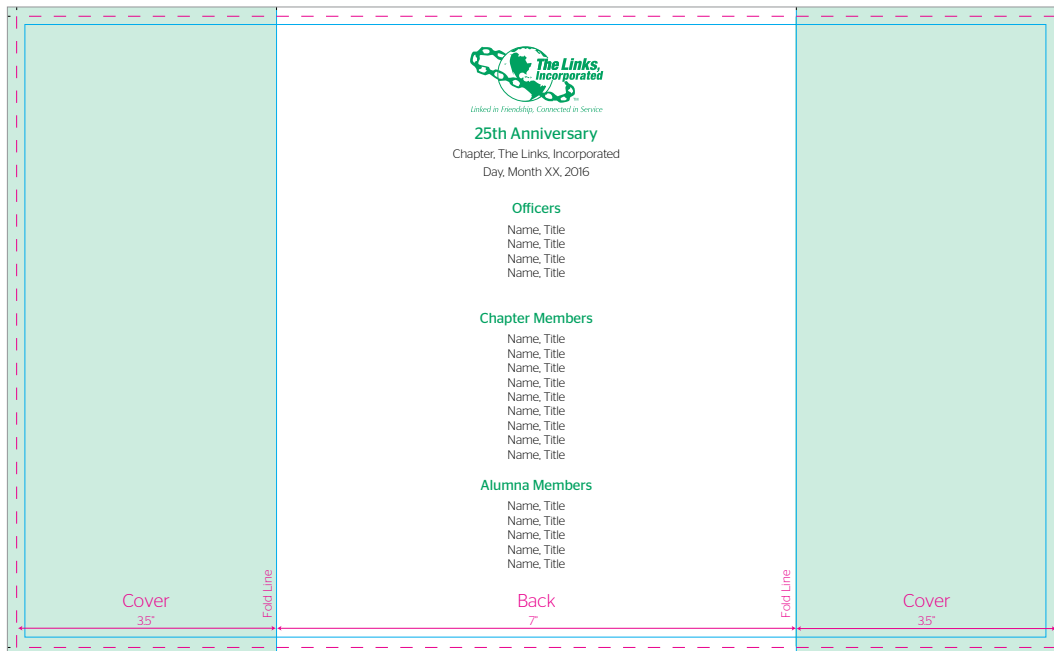 The Links,
Incorporated
Linked in Friendship, Connected in Service
25th Anniversary
Chapter, The Links, Incorporated
Day, Month XX, 2016
Officers
Name, Title
Name, Title
Name, Title
Name, Title
Chapter Members
Name, Title
Name, Title
Name, Title
Name, Title
Name, Title
Name, Title
Name, Title
Name, Title
Name, Title
Alumna Members
Name, Title
Name, Title
Name, Title
Name, Title
Name, Title
Cover
3.5"
Fold Line
Back
7"
Fold Line
Cover
3.5"